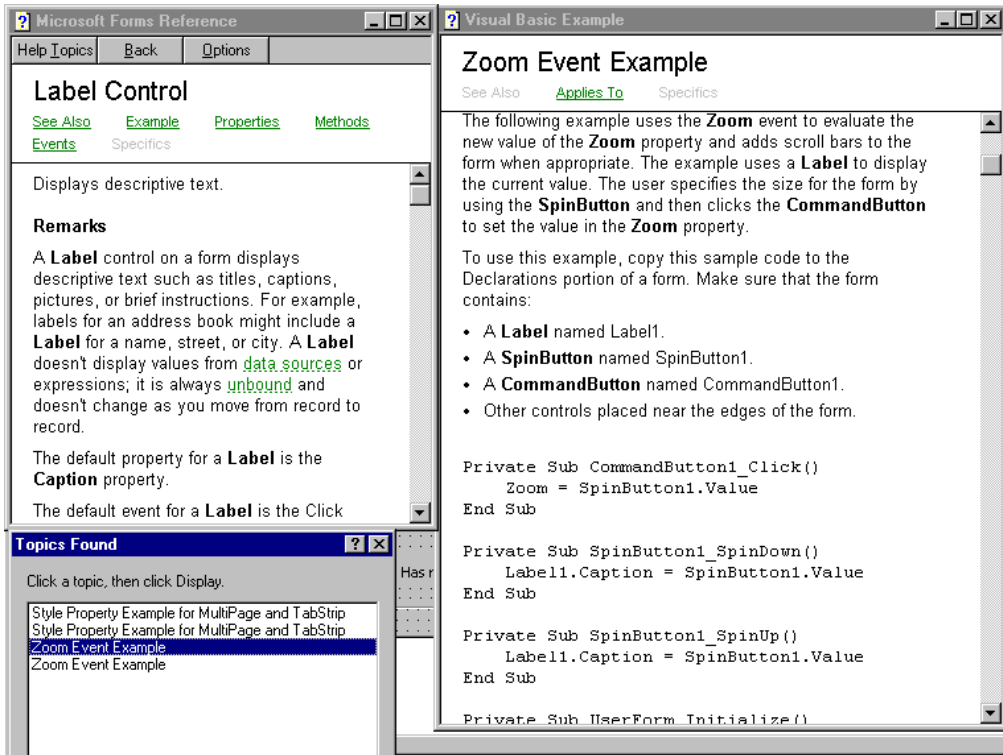 Microsoft Forms Reference
Help Topics Back Options
Label Control
See Also Example Properties Methods
Events Specifics
Displays descriptive text.
Remarks
A Label control on a form displays
descriptive text such as titles, captions,
pictures, or brief instructions. For example,
labels for an address book might include a
Label for a name, street, or city. A Label
doesn't display values from data sources or
expressions; it is always unbound and
doesn't change as you move from record to
record.
The default property for a Label is the
Caption property.
The default event for a Label is the Click
Topics Found
Click a topic, then click Display.
Style Property Example for MultiPage and TabStrip
Style Property Example for MultiPage and TabStrip
Zoom Event Example
Zoom Event Example
Has
Visual Basic Example
Zoom Event Example
See Also Applies To Specifics
The following example uses the Zoom event to evaluate the
new value of the Zoom property and adds scroll bars to the
form when appropriate. The example uses a Label to display
the current value. The user specifies the size for the form by
using the SpinButton and then clicks the CommandButton
to set the value in the Zoom property.
To use this example, copy this sample code to the
Declarations portion of a form. Make sure that the form
contains:
• A Label named Label1.
• A SpinButton named SpinButton1.
• A CommandButton named CommandButton1.
• Other controls placed near the edges of the form.
Private Sub CommandButton1_Click()
Zoom = SpinButton1.Value
End Sub
Private Sub SpinButton1_SpinDown()
Label1.Caption = SpinButton1.Value
End Sub
Private Sub SpinButton1_SpinUp()
Label1.Caption = SpinButton1.Value
End Sub
Private Sub UserForm_Initialize()